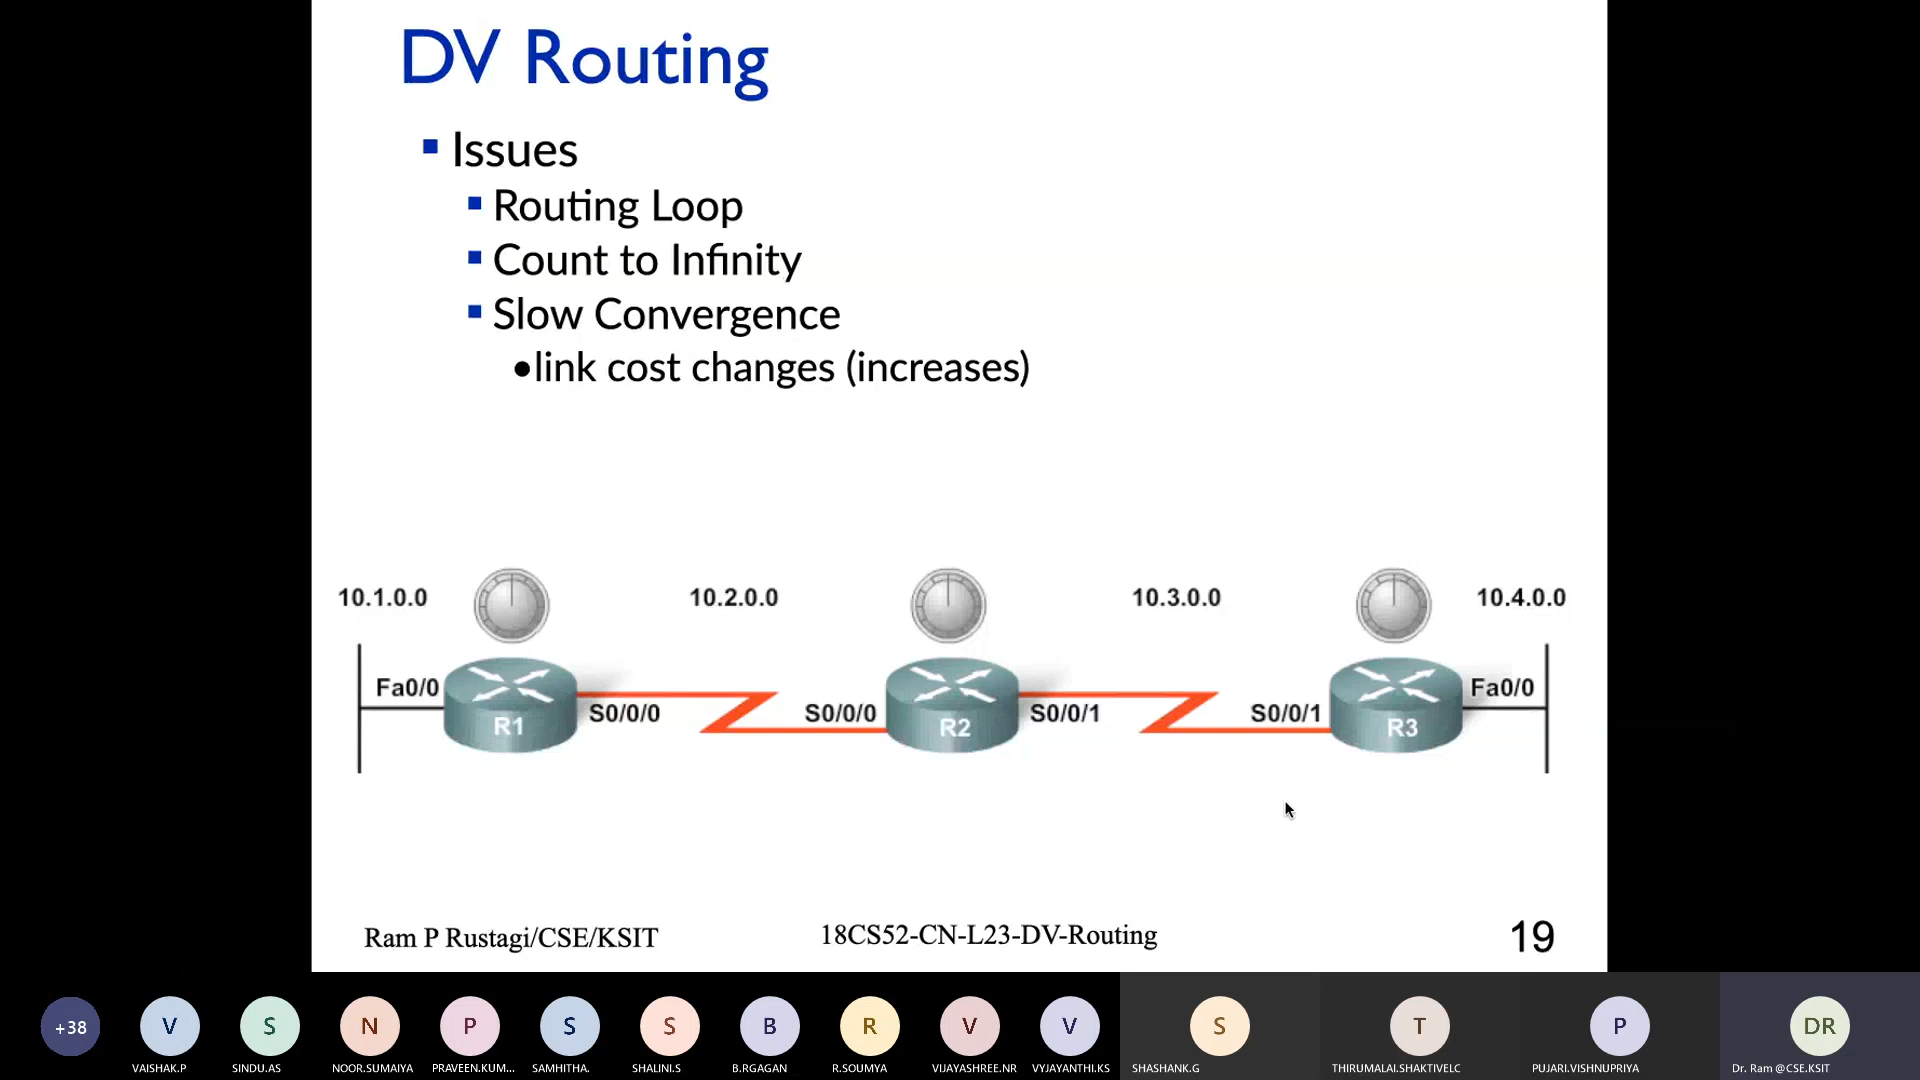 DV Routing
Issues
Routing Loop
Count to Infinity
Slow Convergence
•link cost changes (increases)
10.1.0.0 10.2.0.0 10.3.0.0 10.4.0.0
Fa0/0 R1 S0/0/0 S0/0/0 R2 S0/0/1 S0/0/1 R3 Fa0/0
Ram P Rustagi/CSE/KSIT 18CS52-CN-L23-DV-Routing 19
+38 V S N P S S B R V V S T P DR
VAISHAK.P SINDU.AS NOOR.SUMAIYA PRAVEEN.KUM... SAMHITHA. SHALINI.S B.RGAGAN R.SOUMYA VIJAYASHREE.NR VYJAYANTHI.KS SHASHANK.G THIRUMALAI.SHAKTIVELC PUJARI.VISHNUPRIYA Dr. Ram @CSE.KSIT